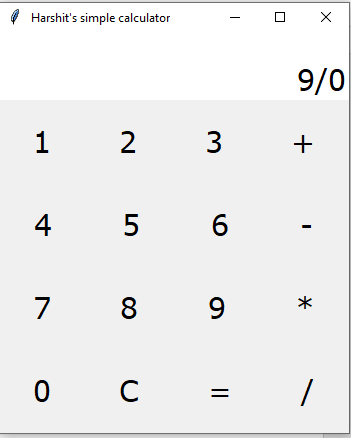 Harshit's simple calculator
9/0
1 2 3 +
4 5 6 -
7 8 9 *
0 C = /